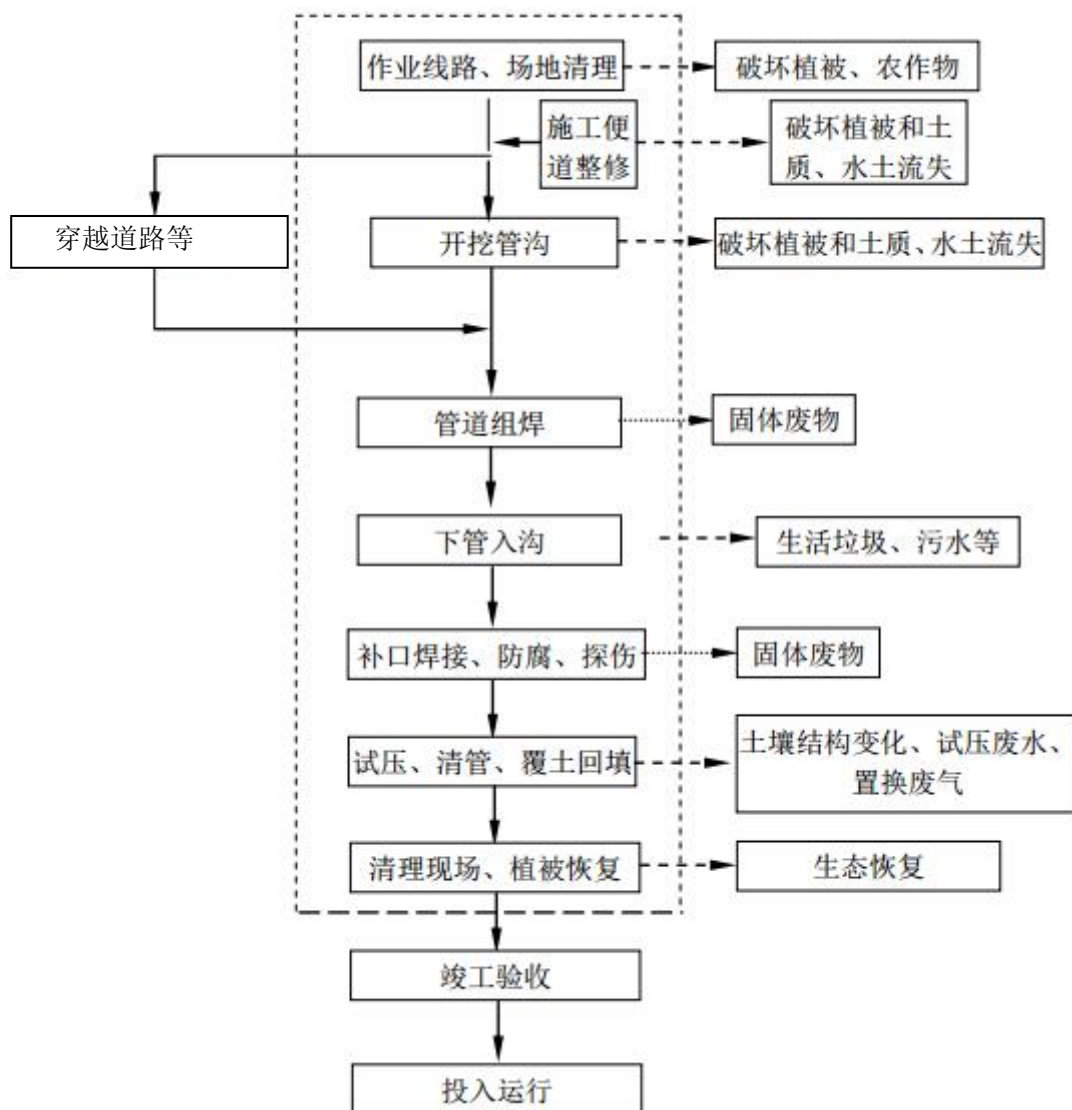 作业线路、场地清理
破坏植被、农作物
施工便
道整修
破坏植被和土
质、水土流失
穿越道路等
开挖管沟
破坏植被和土质、水土流失
管道组焊
固体废物
下管入沟
生活垃圾、污水等
补口焊接、防腐、探伤
固体废物
试压、清管、覆土回填
土壤结构变化、试压废水、
置换废气
清理现场、植被恢复
生态恢复
竣工验收
投入运行